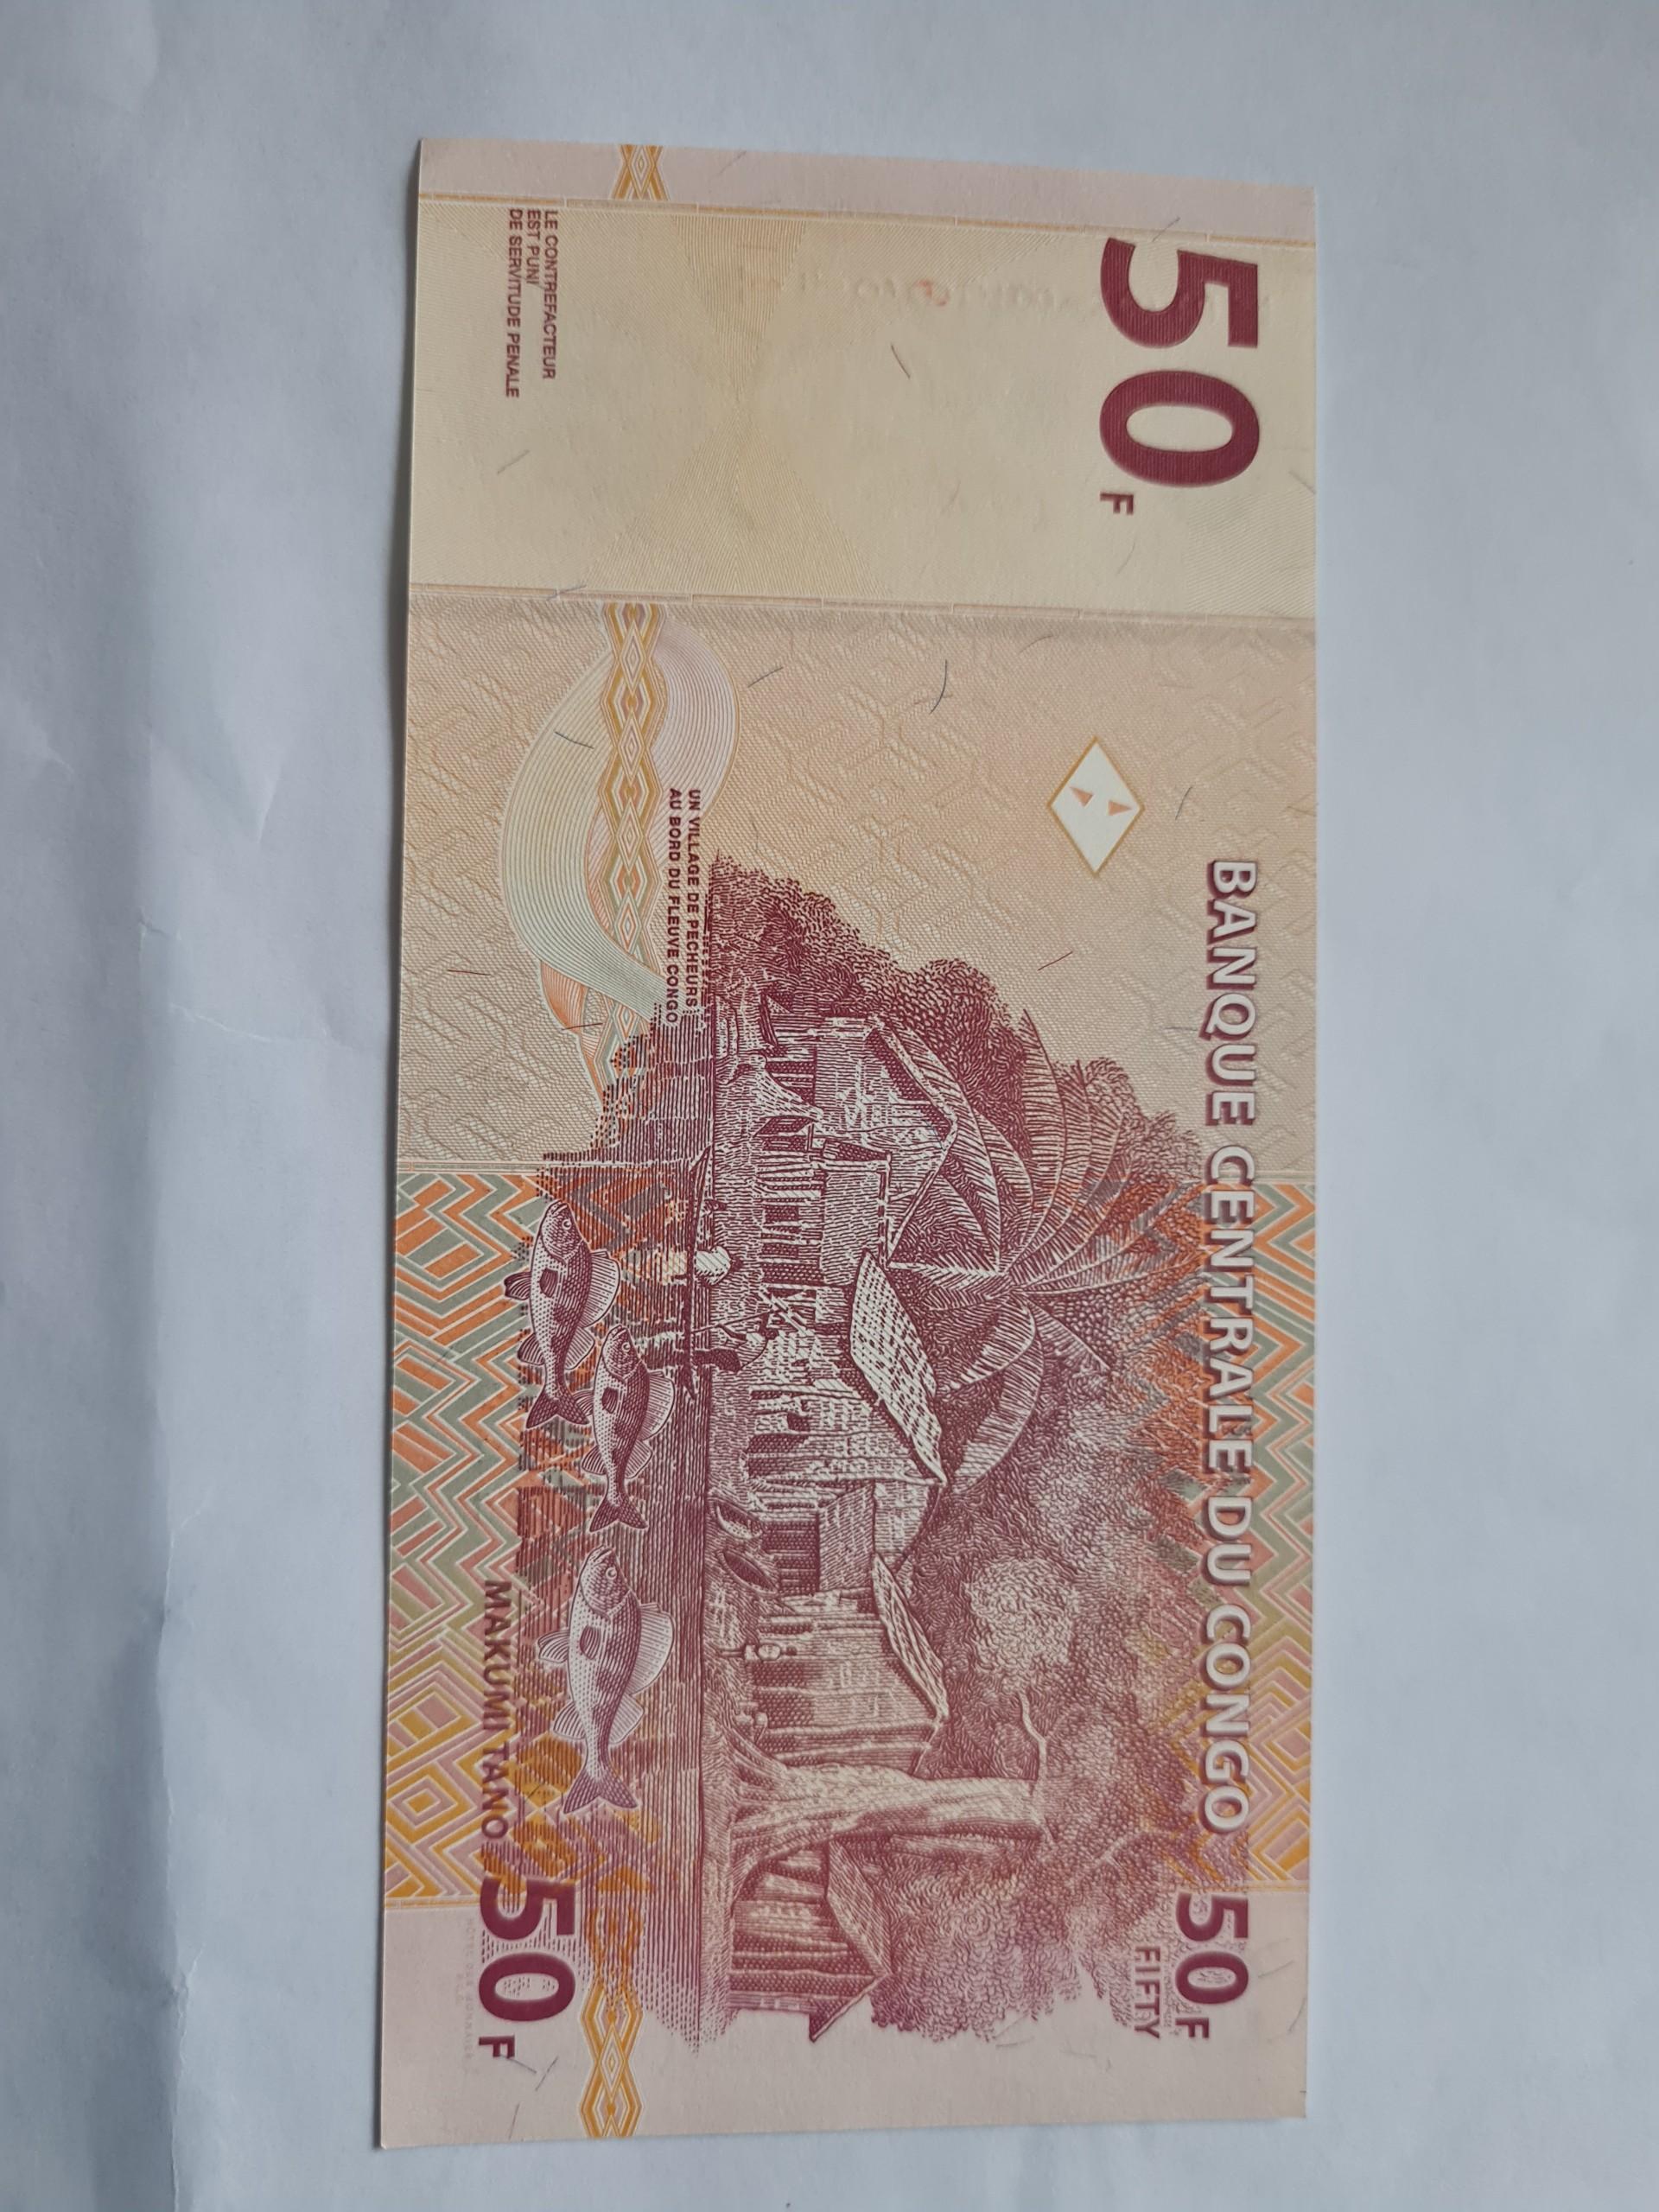 50 F
BANQUE CENTRALE DU CONGO
50 F
FIFTY
UN VILLAGE DE PECHEURS
AU BORD DU FLEUVE CONGO
LE CONTREFACTEUR
EST PUNI
DE SERVITUDE PENALE
MAKUMI TANO 50 F